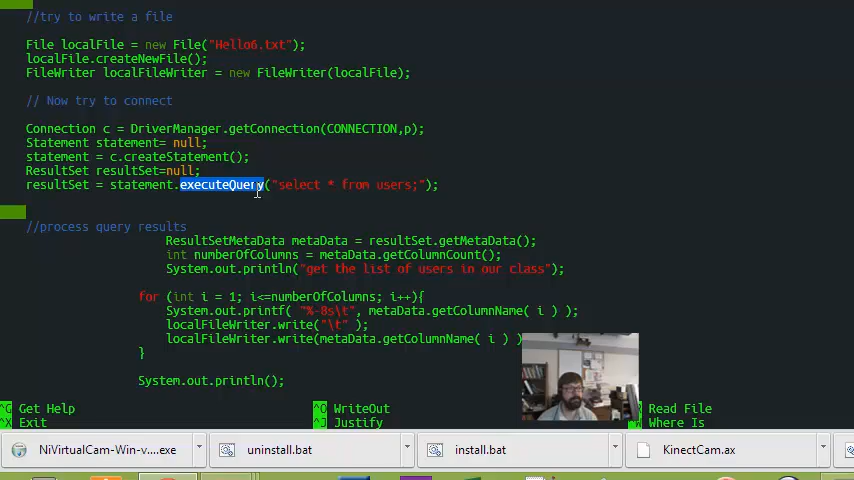 //try to write a file
File localFile = new File("Hello6.txt");
localFile.createNewFile();
FileWriter localFileWriter = new FileWriter(localFile);
// Now try to connect
Connection c = DriverManager.getConnection(CONNECTION,p);
Statement statement= null;
statement = c.createStatement();
ResultSet resultSet=null;
resultSet = statement.executeQuery("select * from users;");
//process query results
ResultSetMetaData metaData = resultSet.getMetaData();
int numberOfColumns = metaData.getColumnCount();
System.out.println("get the list of users in our class");
for (int i = 1; i<=numberOfColumns; i++){
System.out.printf( "%-8s\t", metaData.getColumnName( i ) );
localFileWriter.write("\t" );
localFileWriter.write(metaData.getColumnName( i ) )
}
System.out.println();
^G Get Help ^O WriteOut Read File
^X Exit ^J Justify Where Is
NiVirtualCam-Win-v....exe uninstall.bat install.bat KinectCam.ax